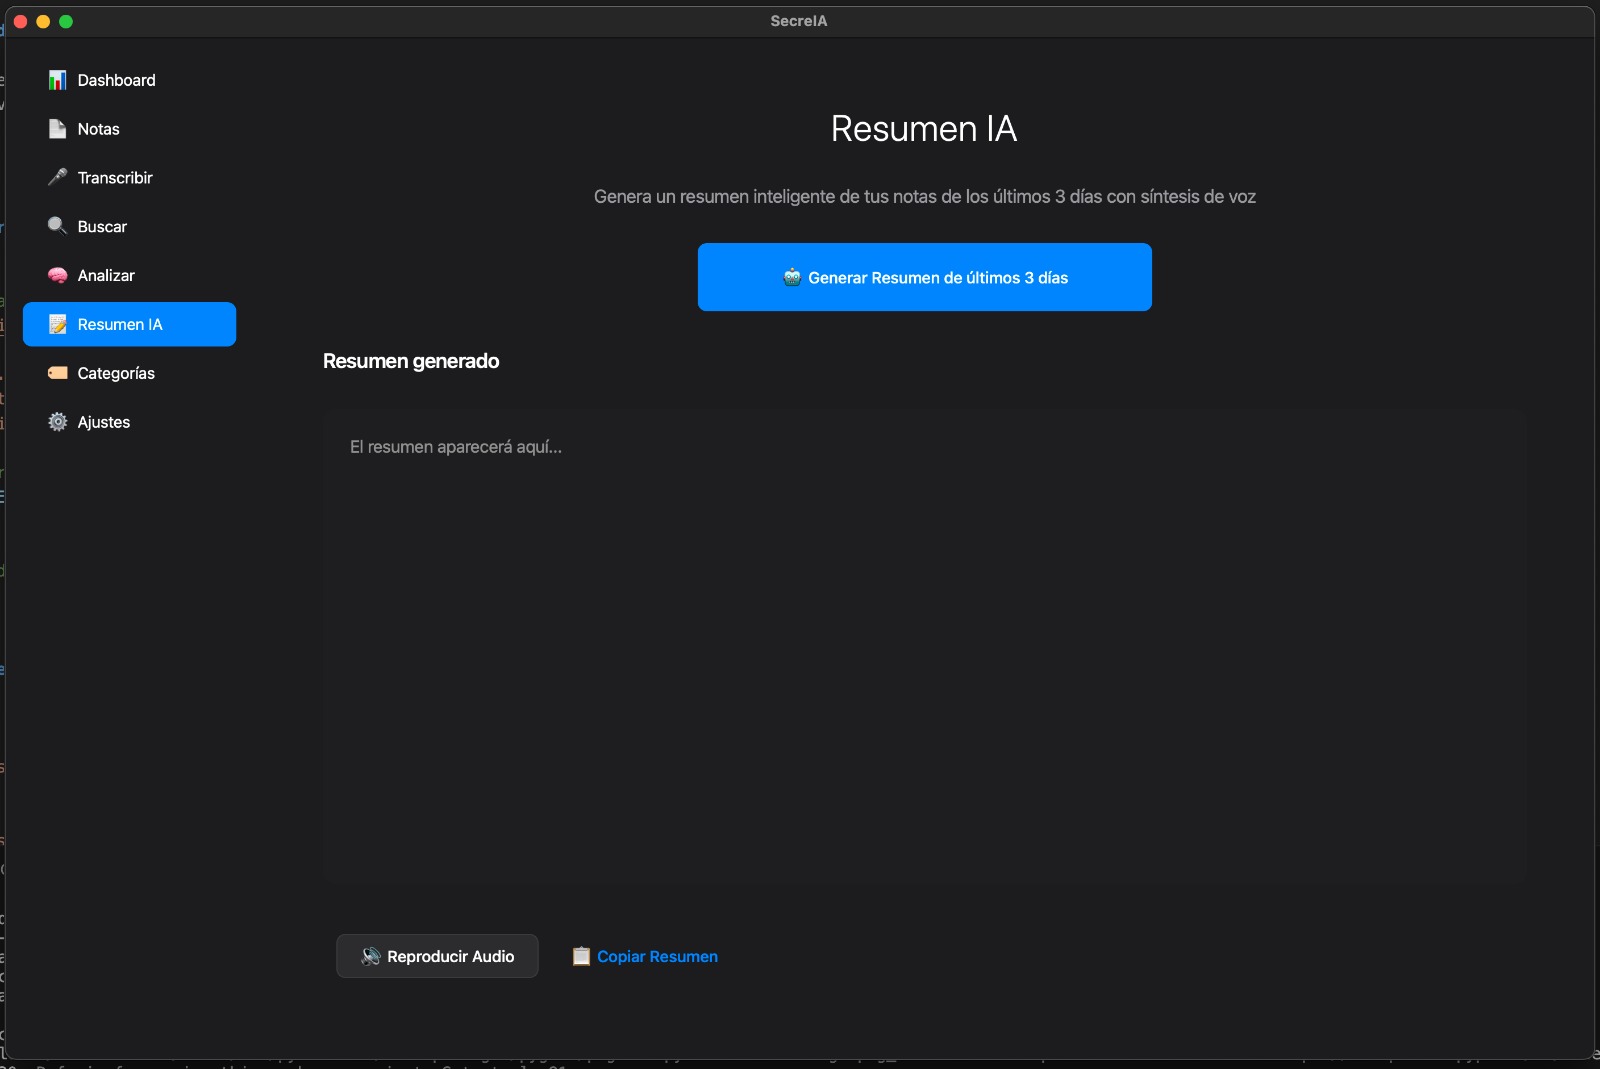 SecreIA
Dashboard
Notas
Transcribir
Buscar
Analizar
Resumen IA
Categorías
Ajustes
Resumen IA
Genera un resumen inteligente de tus notas de los últimos 3 días con síntesis de voz
Generar Resumen de últimos 3 días
Resumen generado
El resumen aparecerá aquí...
Reproducir Audio
Copiar Resumen